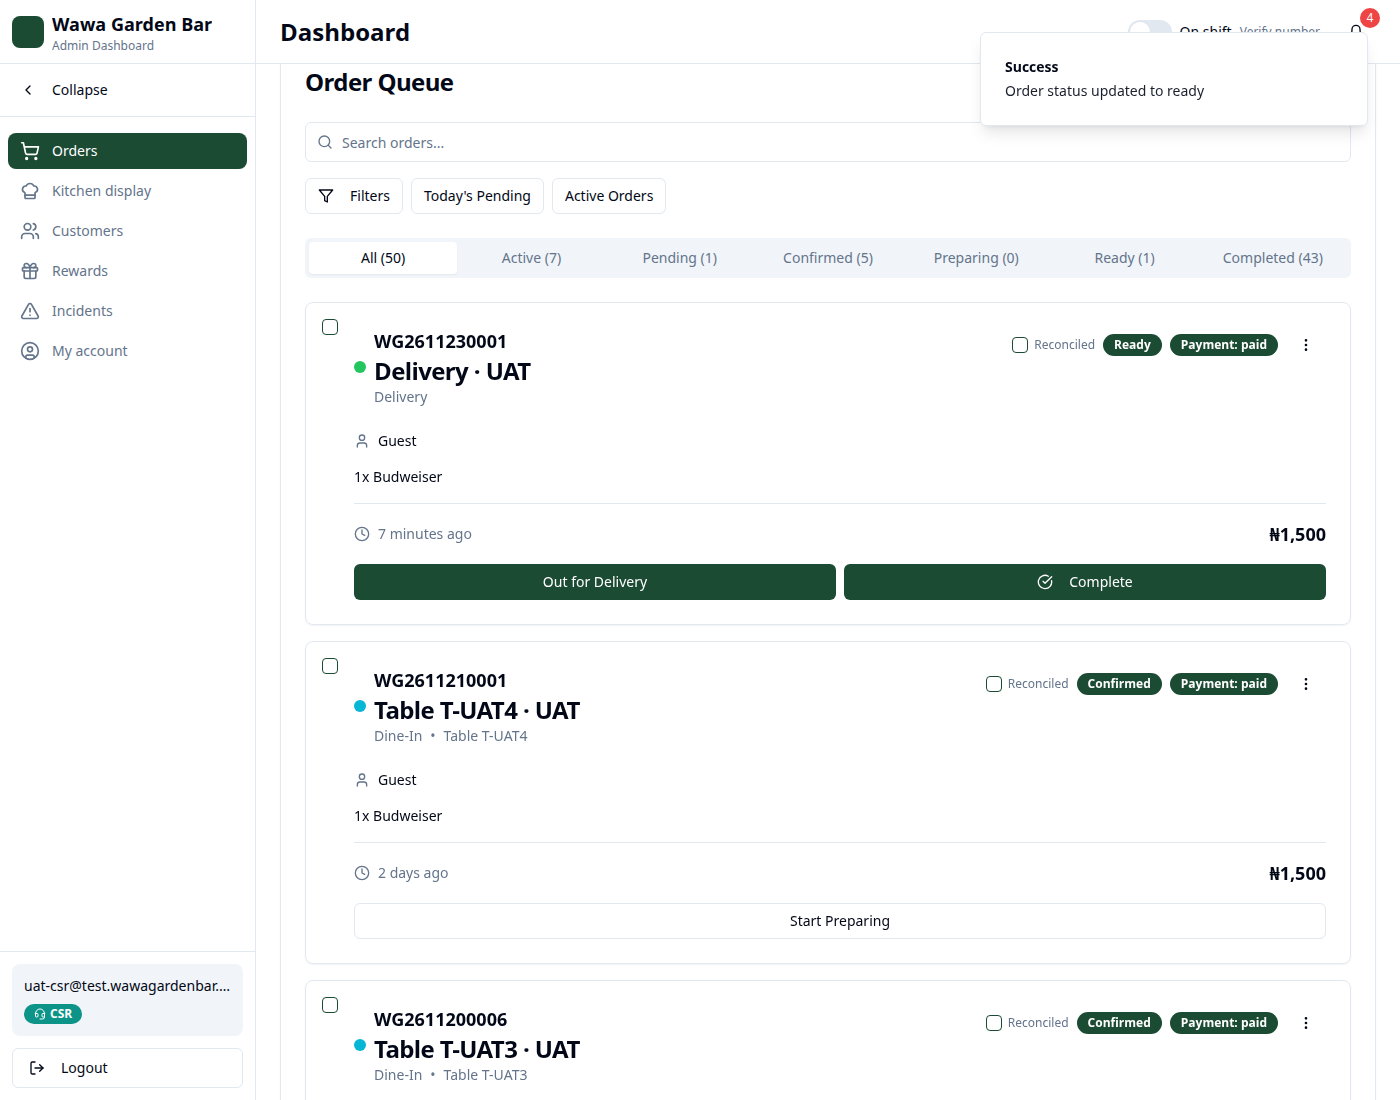 Wawa Garden Bar
Admin Dashboard
Collapse
Orders
Kitchen display
Customers
Rewards
Incidents
My account
uat-csr@test.wawagardenbar....
CSR
Logout
Dashboard
On shift Verify number
4
Success
Order status updated to ready
Order Queue
Search orders...
Filters
Today's Pending
Active Orders
All (50)
Active (7)
Pending (1)
Confirmed (5)
Preparing (0)
Ready (1)
Completed (43)
WG2611230001
Delivery · UAT
Delivery
Reconciled
Ready
Payment: paid
Guest
1x Budweiser
7 minutes ago
₦1,500
Out for Delivery
Complete
WG2611210001
Table T-UAT4 · UAT
Dine-In • Table T-UAT4
Reconciled
Confirmed
Payment: paid
Guest
1x Budweiser
2 days ago
₦1,500
Start Preparing
WG2611200006
Table T-UAT3 · UAT
Dine-In • Table T-UAT3
Reconciled
Confirmed
Payment: paid